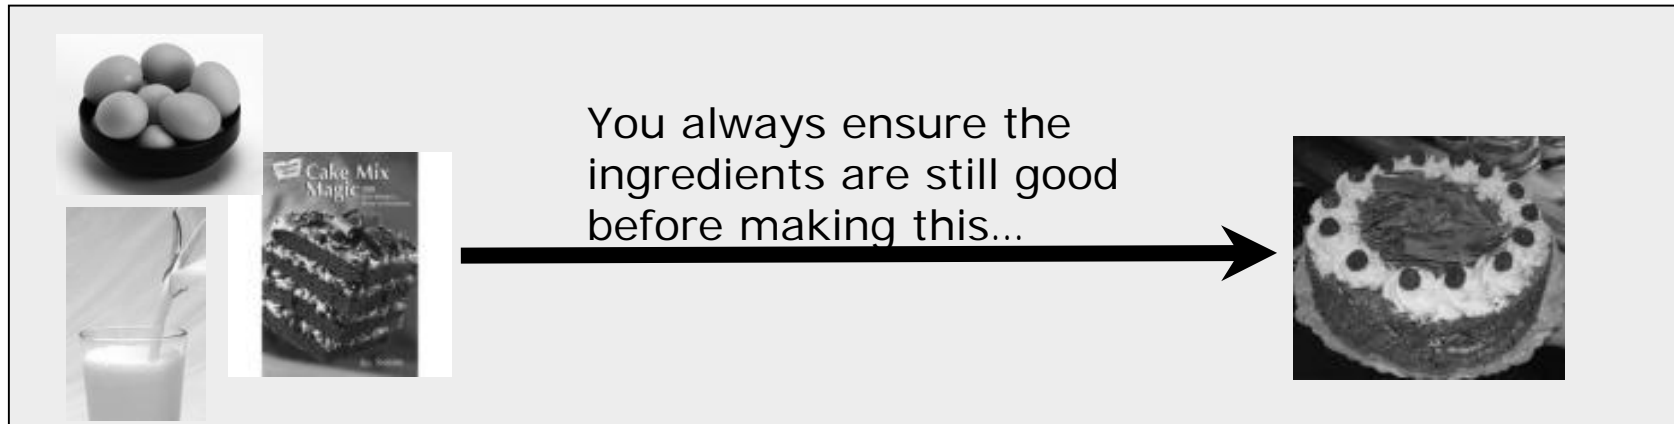 Cake Mix
Magic
You always ensure the
ingredients are still good
before making this...